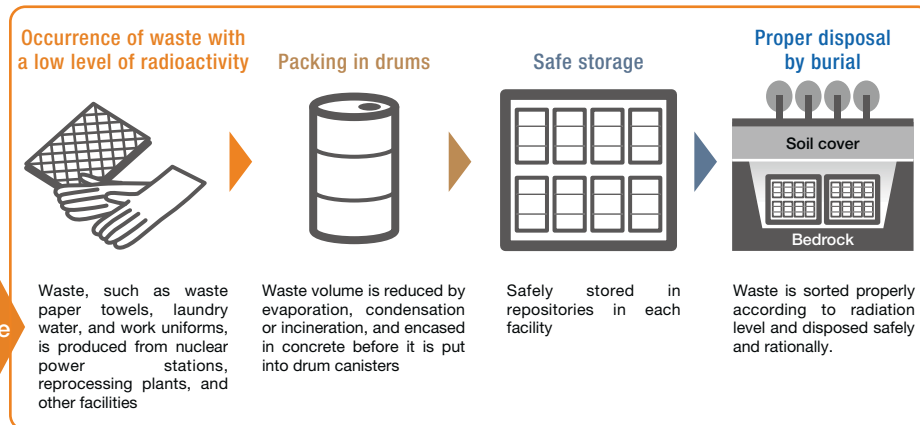 Occurrence of waste with
a low level of radioactivity
Packing in drums
Safe storage
Proper disposal
by burial
Soil cover
Bedrock
e
Waste, such as waste
paper towels, laundry
water, and work uniforms,
is produced from nuclear
power stations,
reprocessing plants, and
other facilities
Waste volume is reduced by
evaporation, condensation
or incineration, and encased
in concrete before it is put
into drum canisters
Safely stored in
repositories in each
facility
Waste is sorted properly
according to radiation
level and disposed safely
and rationally.